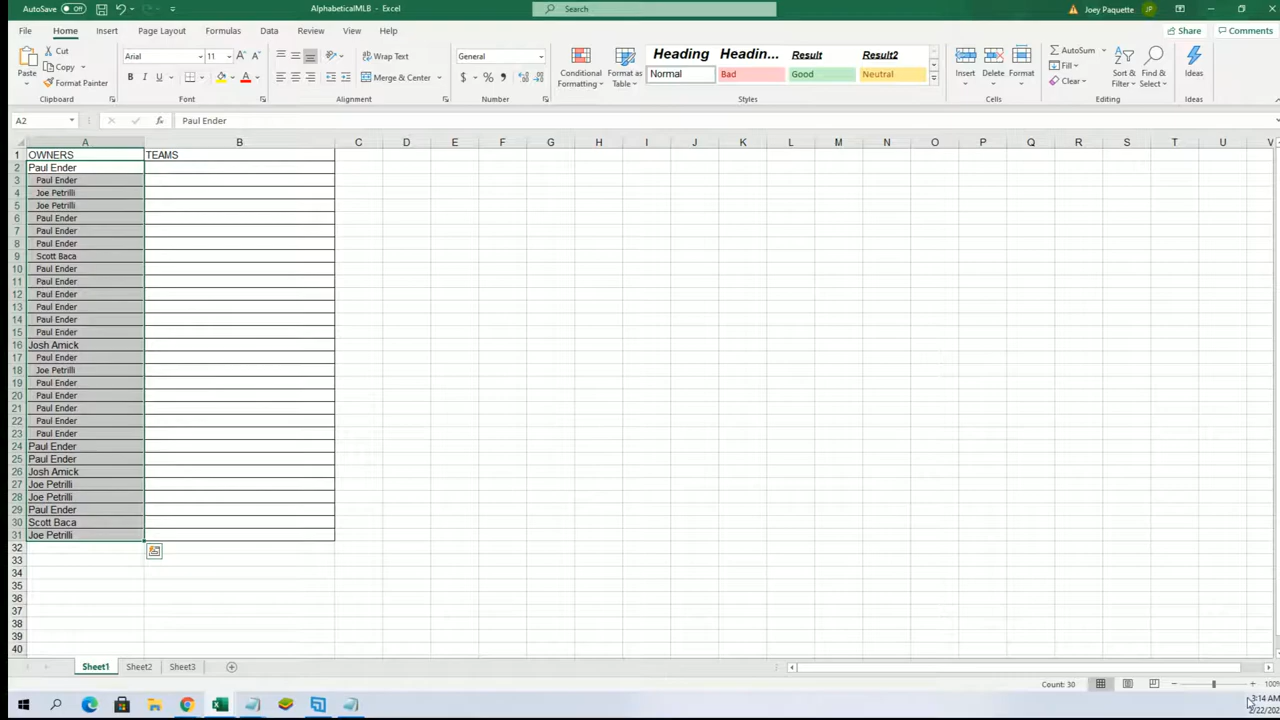 AutoSave Off AlphabeticalMLB - Excel Search Joey Paquette JP
File Home Insert Page Layout Formulas Data Review View Help Share Comments
Paste Cut Copy Format Painter Clipboard
Arial 11 B I U A A Font
Wrap Text Merge & Center Alignment
General $ % Number
Conditional Formatting Format as Table
Heading Headin... Result Result2
Normal Bad Good Neutral
Styles
Insert Delete Format Cells
AutoSum Fill Clear Sort & Filter Find & Select Editing
Ideas Ideas
A2 fx Paul Ender
A B C D E F G H I J K L M N O P Q R S T U V
1 OWNERS TEAMS
2 Paul Ender
3 Paul Ender
4 Joe Petrilli
5 Joe Petrilli
6 Paul Ender
7 Paul Ender
8 Paul Ender
9 Scott Baca
10 Paul Ender
11 Paul Ender
12 Paul Ender
13 Paul Ender
14 Paul Ender
15 Paul Ender
16 Josh Amick
17 Paul Ender
18 Joe Petrilli
19 Paul Ender
20 Paul Ender
21 Paul Ender
22 Paul Ender
23 Paul Ender
24 Paul Ender
25 Paul Ender
26 Josh Amick
27 Joe Petrilli
28 Joe Petrilli
29 Paul Ender
30 Scott Baca
31 Joe Petrilli
32
33
34
35
36
37
38
39
40
Sheet1 Sheet2 Sheet3
Count: 30 100%
3:14 AM
2/22/202